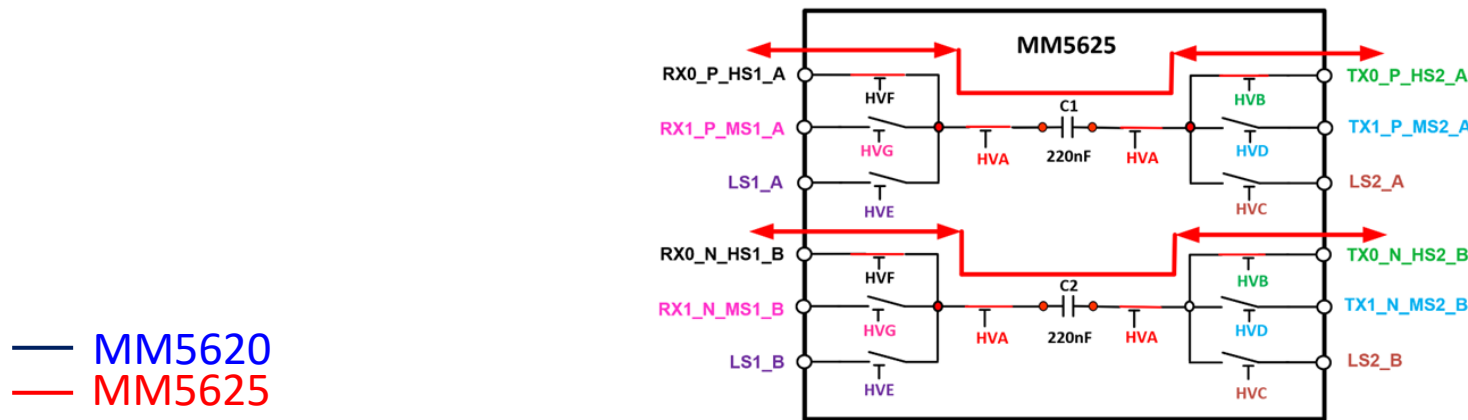 MM5625
RX0_P_HS1_A
TX0_P_HS2_A
HVF
HVB
C1
RX1_P_MS1_A
TX1_P_MS2_A
HVG
HVA
220nF
HVA
HVD
LS1_A
LS2_A
HVE
HVC
RX0_N_HS1_B
TX0_N_HS2_B
HVF
HVB
C2
RX1_N_MS1_B
TX1_N_MS2_B
HVG
HVA
220nF
HVA
HVD
LS1_B
LS2_B
HVE
HVC
MM5620
MM5625